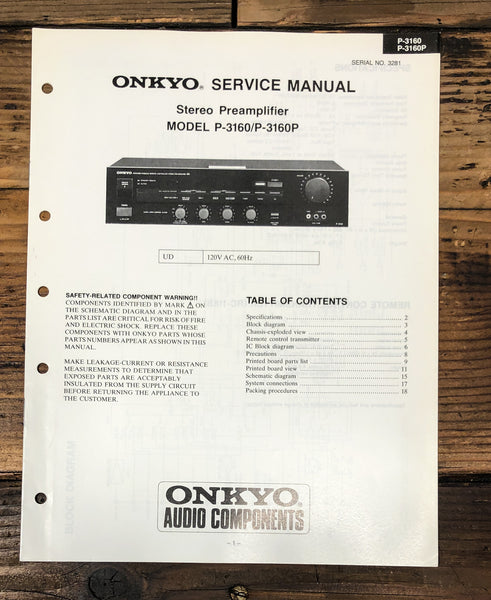 P-3160
P-3160P
SERIAL NO. 3281
ONKYO® SERVICE MANUAL
Stereo Preamplifier
MODEL P-3160/P-3160P
ONKYO
UD 120V AC, 60Hz
SAFETY-RELATED COMPONENT WARNING!!
COMPONENTS IDENTIFIED BY MARK ⚠ ON
THE SCHEMATIC DIAGRAM AND IN THE
PARTS LIST ARE CRITICAL FOR RISK OF FIRE
AND ELECTRIC SHOCK. REPLACE THESE
COMPONENTS WITH ONKYO PARTS WHOSE
PARTS NUMBERS APPEAR AS SHOWN IN THIS
MANUAL.
MAKE LEAKAGE-CURRENT OR RESISTANCE
MEASUREMENTS TO DETERMINE THAT
EXPOSED PARTS ARE ACCEPTABLY
INSULATED FROM THE SUPPLY CIRCUIT
BEFORE RETURNING THE APPLIANCE TO
THE CUSTOMER.
TABLE OF CONTENTS
Specifications 2
Block diagram 3
Chassis-exploded view 4
Remote control transmitter 5
IC Block diagram 6
Precautions 8
Printed board parts list 9
Printed board view 11
Schematic diagram 15
System connections 17
Packing procedures 18
ONKYO®
AUDIO COMPONENTS
–1–